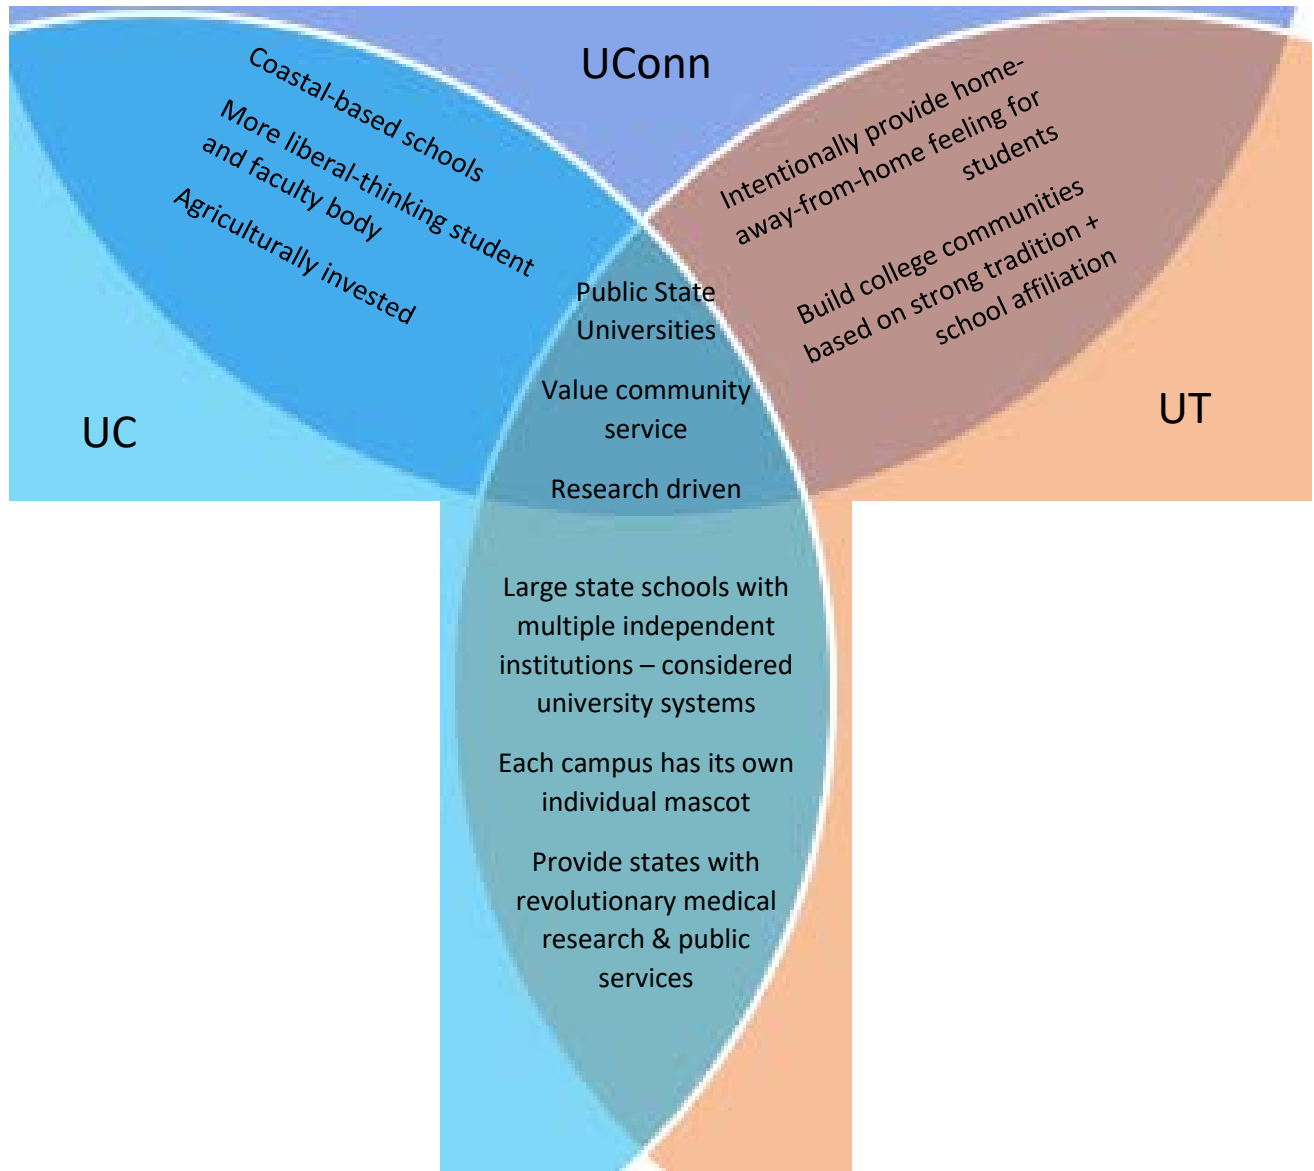 UConn
Coastal-based schools
More liberal-thinking student
and faculty body
Agriculturally invested
Intentionally provide home-
away-from-home feeling for
students
Build college communities
based on strong tradition +
school affiliation
UC
UT
Public State
Universities
Value community
service
Research driven
Large state schools with
multiple independent
institutions – considered
university systems
Each campus has its own
individual mascot
Provide states with
revolutionary medical
research & public
services